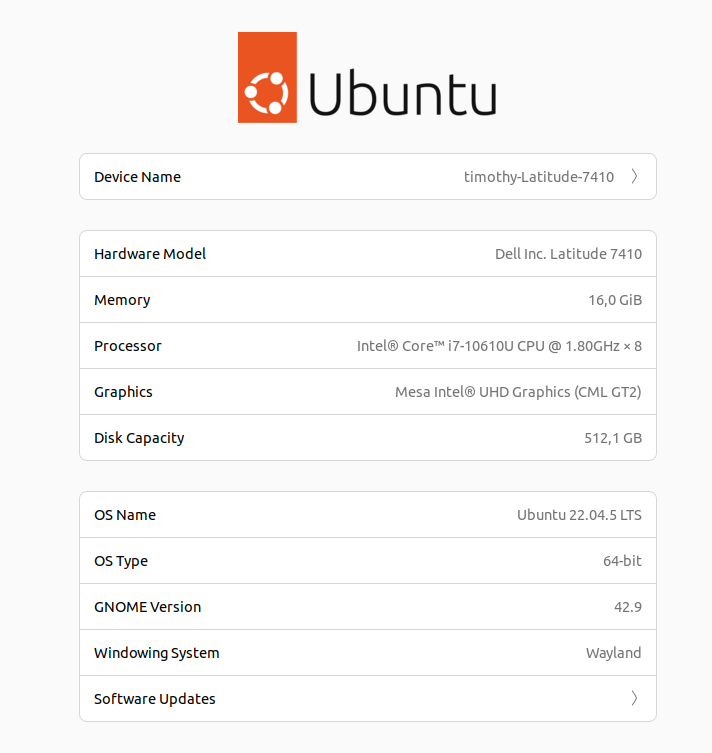 Ubuntu
Device Name timothy-Latitude-7410
Hardware Model Dell Inc. Latitude 7410
Memory 16,0 GiB
Processor Intel® Core™ i7-10610U CPU @ 1.80GHz × 8
Graphics Mesa Intel® UHD Graphics (CML GT2)
Disk Capacity 512,1 GB
OS Name Ubuntu 22.04.5 LTS
OS Type 64-bit
GNOME Version 42.9
Windowing System Wayland
Software Updates